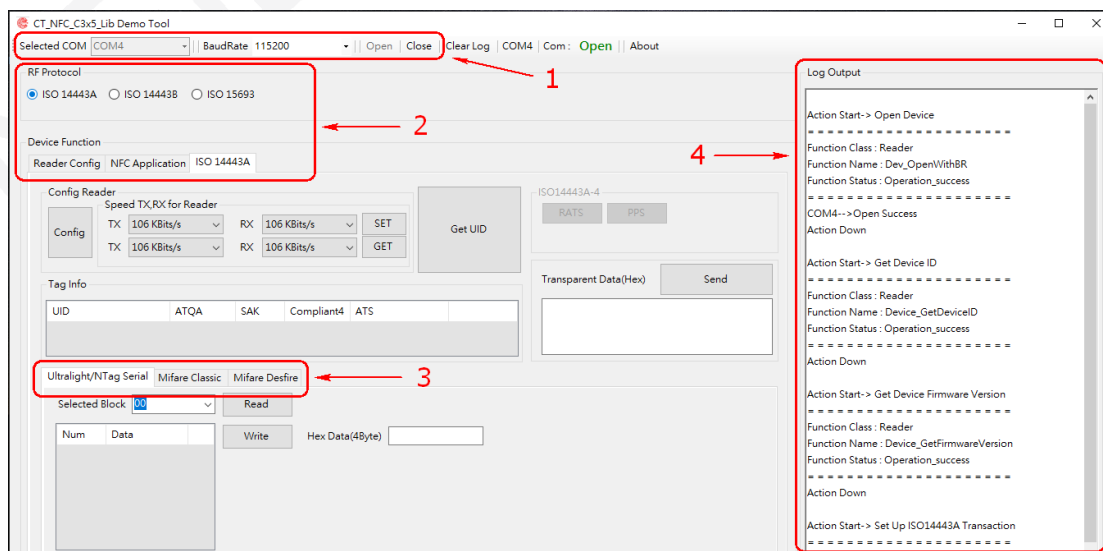 CT_NFC_C3x5_Lib Demo Tool
Selected COM COM4 BaudRate 115200 Open Close Clear Log COM4 Com : Open About
1
RF Protocol
ISO 14443A ISO 14443B ISO 15693
2
Device Function
Reader Config NFC Application ISO 14443A
Config Reader
Speed TX,RX for Reader
Config
TX 106 KBits/s RX 106 KBits/s SET
TX 106 KBits/s RX 106 KBits/s GET
Get UID
ISO14443A-4
RATS PPS
Tag Info
UID ATQA SAK Compliant4 ATS
Transparent Data(Hex) Send
Ultralight/NTag Serial Mifare Classic Mifare Desfire
3
Selected Block 00 Read
Num Data
Write Hex Data(4Byte)
4
Log Output
Action Start-> Open Device
= = = = = = = = = = = = = = = = = = = = = =
Function Class : Reader
Function Name : Dev_OpenWithBR
Function Status : Operation_success
= = = = = = = = = = = = = = = = = = = = = =
COM4-->Open Success
Action Down
Action Start-> Get Device ID
= = = = = = = = = = = = = = = = = = = = = =
Function Class : Reader
Function Name : Device_GetDeviceID
Function Status : Operation_success
= = = = = = = = = = = = = = = = = = = = = =
Action Down
Action Start-> Get Device Firmware Version
= = = = = = = = = = = = = = = = = = = = = =
Function Class : Reader
Function Name : Device_GetFirmwareVersion
Function Status : Operation_success
= = = = = = = = = = = = = = = = = = = = = =
Action Down
Action Start-> Set Up ISO14443A Transaction
= = = = = = = = = = = = = = = = = = = = = =